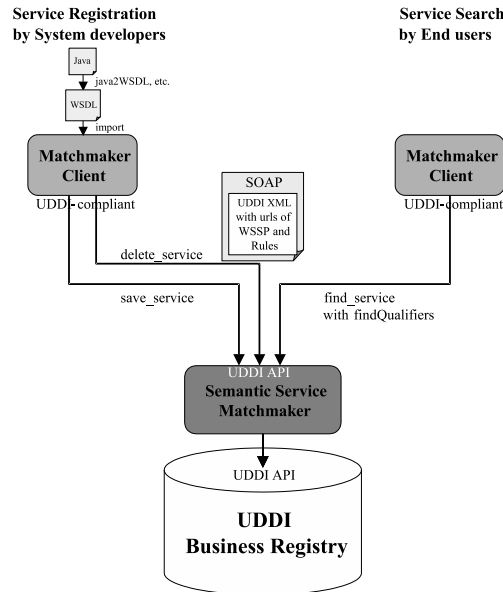 Service Registration
by System developers
Service Search
by End users
Java
java2WSDL, etc.
WSDL
import
Matchmaker
Client
UDDI-compliant
Matchmaker
Client
UDDI-compliant
SOAP
UDDI XML
with urls of
WSSP and
Rules
delete_service
save_service
find_service
with findQualifiers
UDDI API
Semantic Service
Matchmaker
UDDI API
UDDI
Business Registry